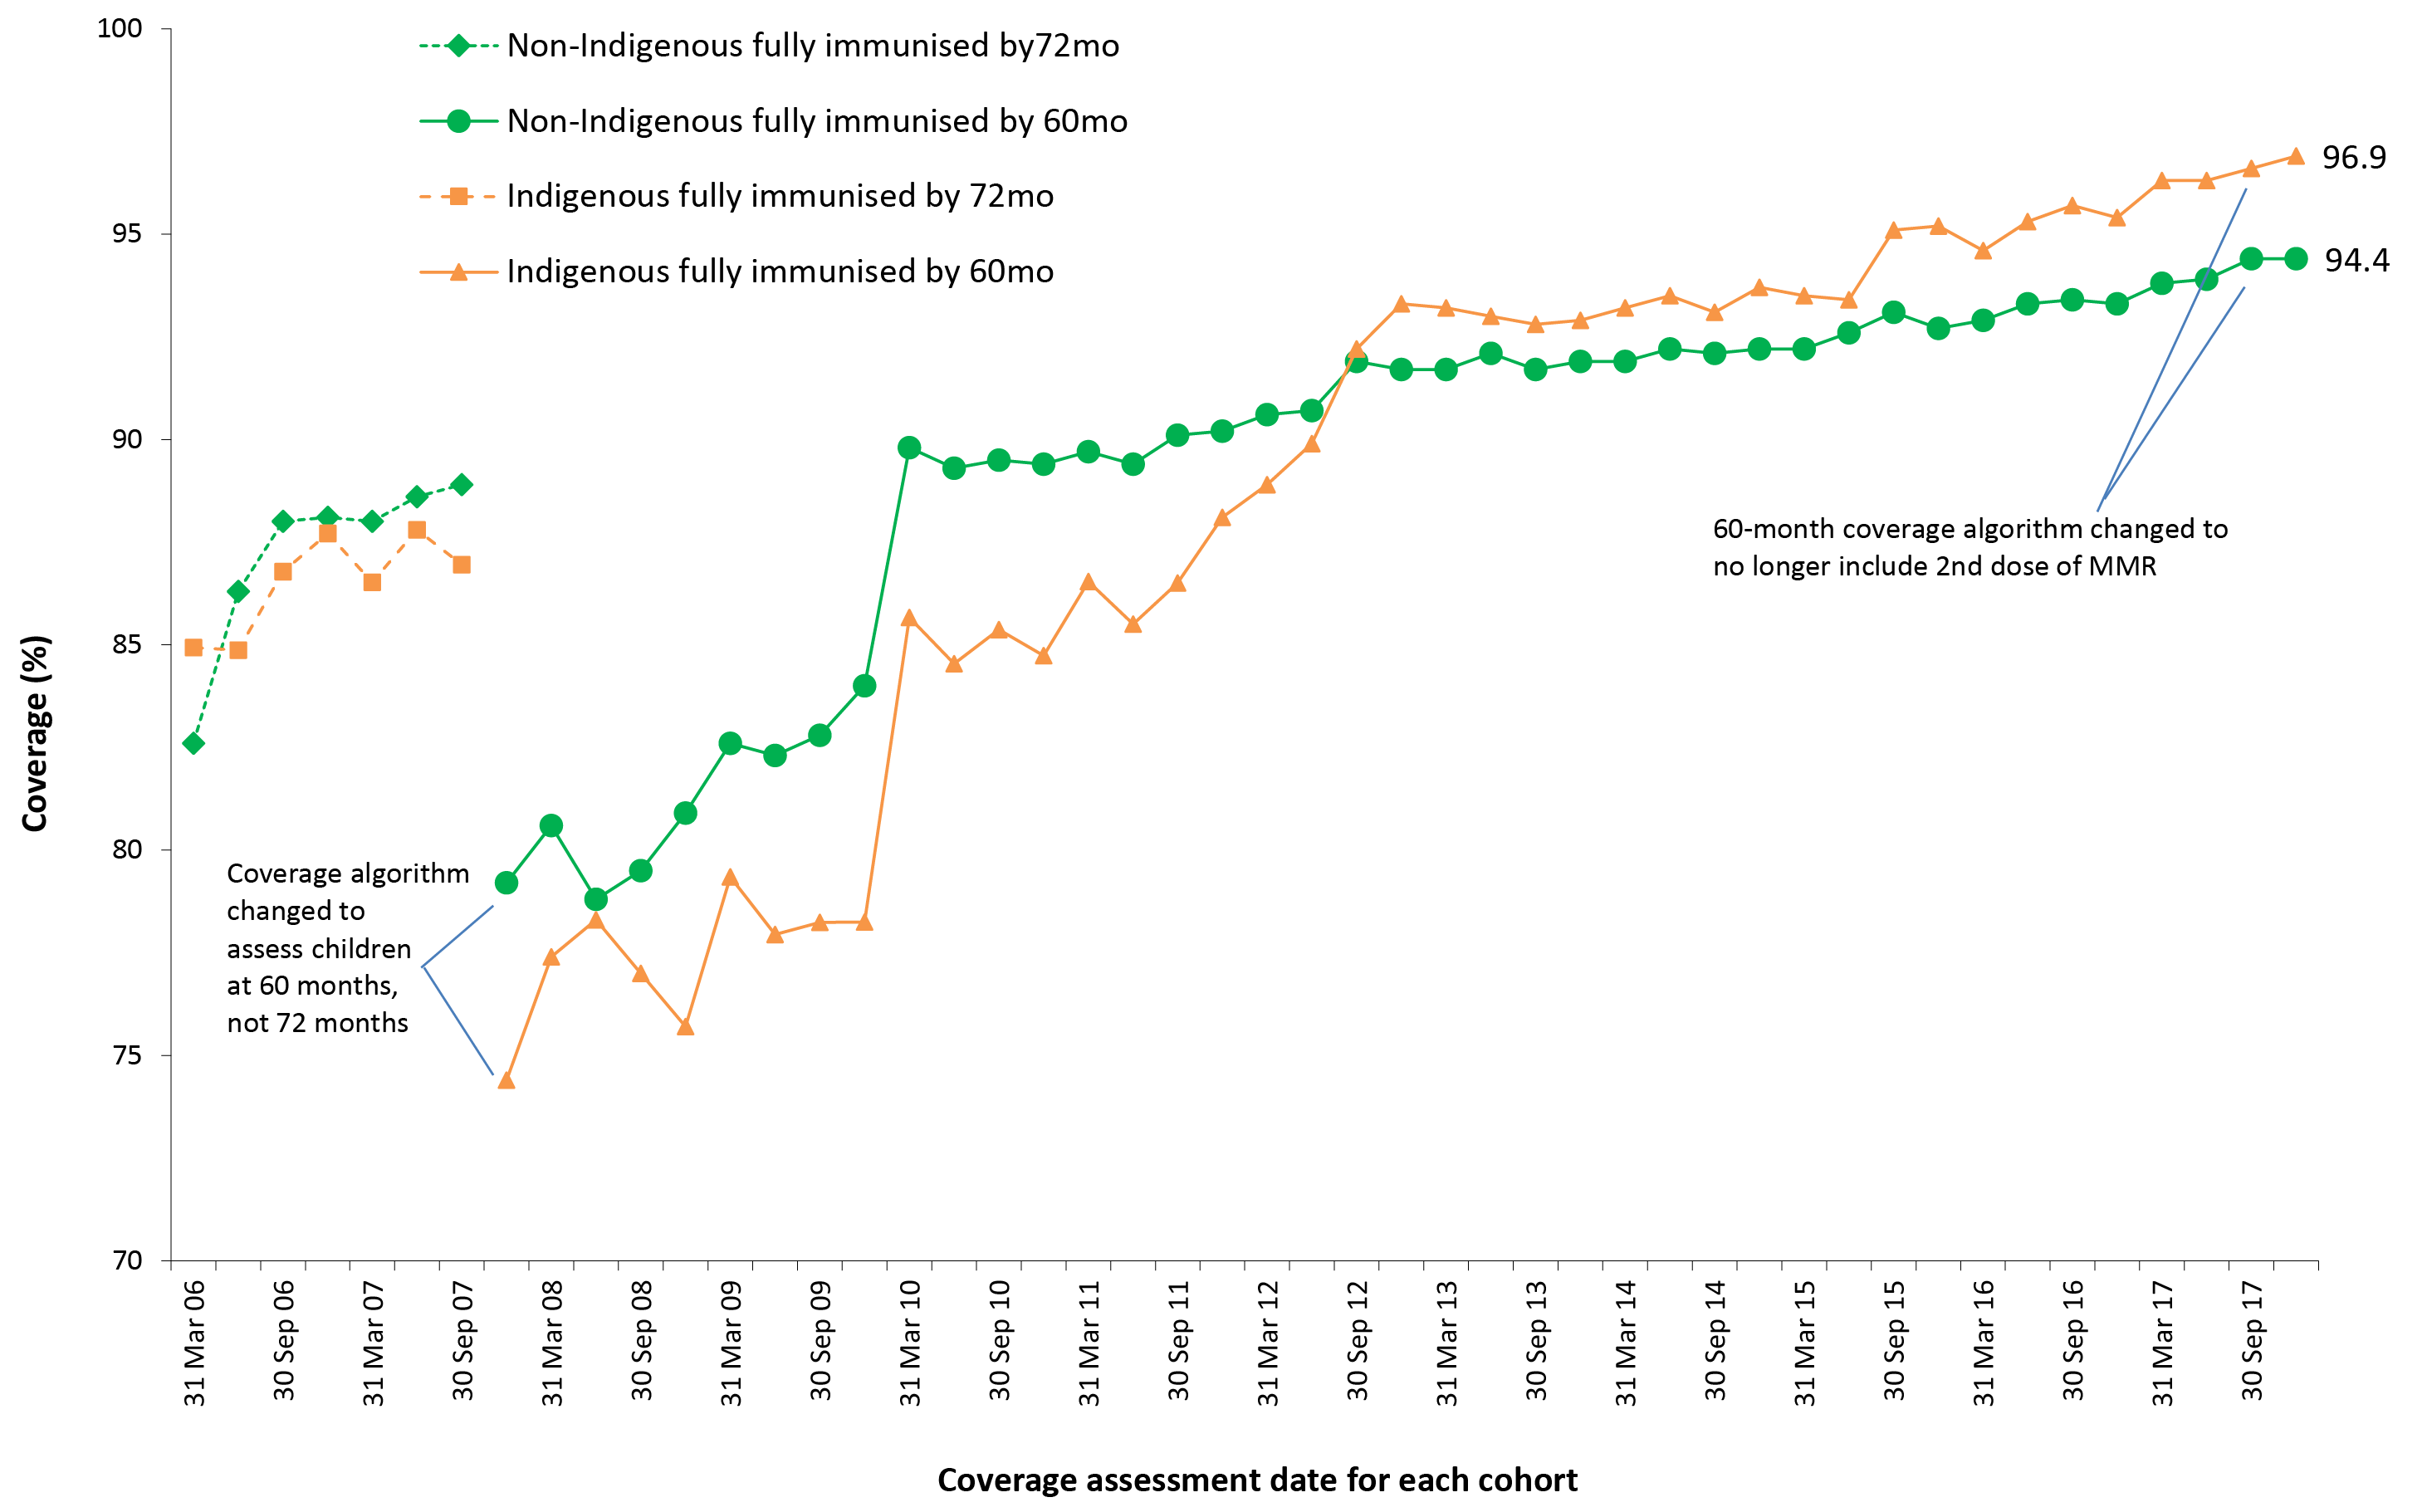 100
95
90
85
80
75
70
Coverage (%)
Non-Indigenous fully immunised by72mo
Non-Indigenous fully immunised by 60mo
Indigenous fully immunised by 72mo
Indigenous fully immunised by 60mo
96.9
94.4
60-month coverage algorithm changed to
no longer include 2nd dose of MMR
Coverage algorithm
changed to
assess children
at 60 months,
not 72 months
31 Mar 06
30 Sep 06
31 Mar 07
30 Sep 07
31 Mar 08
30 Sep 08
31 Mar 09
30 Sep 09
31 Mar 10
30 Sep 10
31 Mar 11
30 Sep 11
31 Mar 12
30 Sep 12
31 Mar 13
30 Sep 13
31 Mar 14
30 Sep 14
31 Mar 15
30 Sep 15
31 Mar 16
30 Sep 16
31 Mar 17
30 Sep 17
Coverage assessment date for each cohort